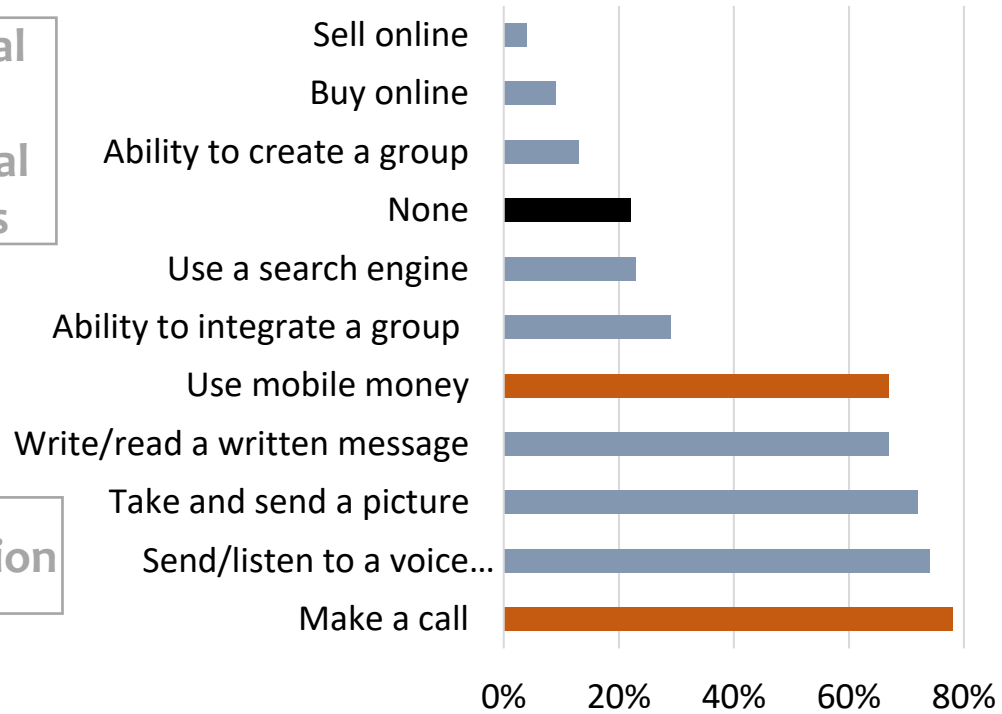 Sell online
Buy online
Ability to create a group
None
Use a search engine
Ability to integrate a group
Use mobile money
Write/read a written message
Take and send a picture
Send/listen to a voice…
Make a call
0% 20% 40% 60% 80%